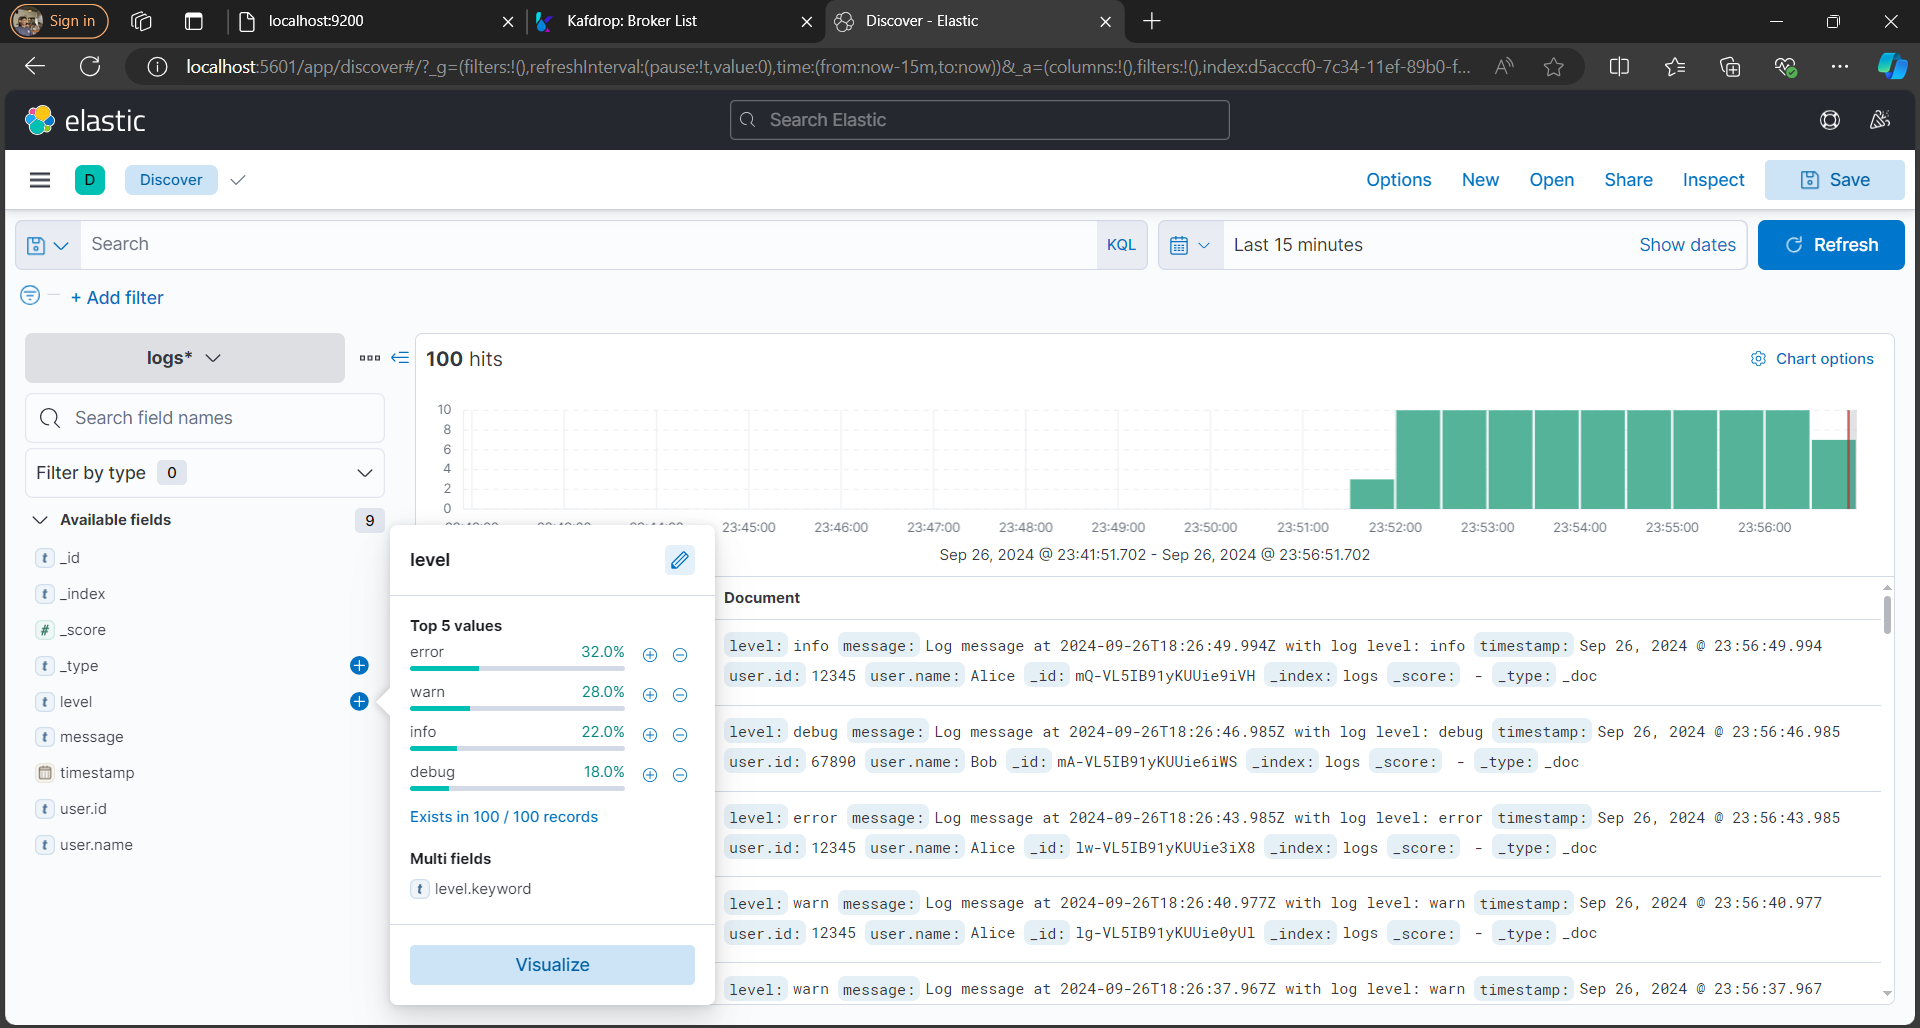 Sign in
localhost:9200
Kafdrop: Broker List
Discover - Elastic
localhost:5601/app/discover#/?_g=(filters:!(),refreshInterval:(pause:!t,value:0),time:(from:now-15m,to:now))&_a=(columns:!(),filters:!(),index:d5acccf0-7c34-11ef-89b0-f...
elastic
Search Elastic
D
Discover
Options
New
Open
Share
Inspect
Save
Search
KQL
Last 15 minutes
Show dates
Refresh
+ Add filter
logs*
100 hits
Chart options
Search field names
Filter by type 0
Available fields 9
t _id
t _index
# _score
t _type
t level
t message
timestamp
t user.id
t user.name
10
8
6
4
2
0
23:45:00 23:46:00 23:47:00 23:48:00 23:49:00 23:50:00 23:51:00 23:52:00 23:53:00 23:54:00 23:55:00 23:56:00
Sep 26, 2024 @ 23:41:51.702 - Sep 26, 2024 @ 23:56:51.702
level
Top 5 values
error 32.0%
warn 28.0%
info 22.0%
debug 18.0%
Exists in 100 / 100 records
Multi fields
t level.keyword
Visualize
Document
level: info message: Log message at 2024-09-26T18:26:49.994Z with log level: info timestamp: Sep 26, 2024 @ 23:56:49.994
user.id: 12345 user.name: Alice _id: mQ-VL5IB91yKUUie9iVH _index: logs _score: - _type: _doc
level: debug message: Log message at 2024-09-26T18:26:46.985Z with log level: debug timestamp: Sep 26, 2024 @ 23:56:46.985
user.id: 67890 user.name: Bob _id: mA-VL5IB91yKUUie6iWS _index: logs _score: - _type: _doc
level: error message: Log message at 2024-09-26T18:26:43.985Z with log level: error timestamp: Sep 26, 2024 @ 23:56:43.985
user.id: 12345 user.name: Alice _id: lw-VL5IB91yKUUie3iX8 _index: logs _score: - _type: _doc
level: warn message: Log message at 2024-09-26T18:26:40.977Z with log level: warn timestamp: Sep 26, 2024 @ 23:56:40.977
user.id: 12345 user.name: Alice _id: lg-VL5IB91yKUUie0yUl _index: logs _score: - _type: _doc
level: warn message: Log message at 2024-09-26T18:26:37.967Z with log level: warn timestamp: Sep 26, 2024 @ 23:56:37.967